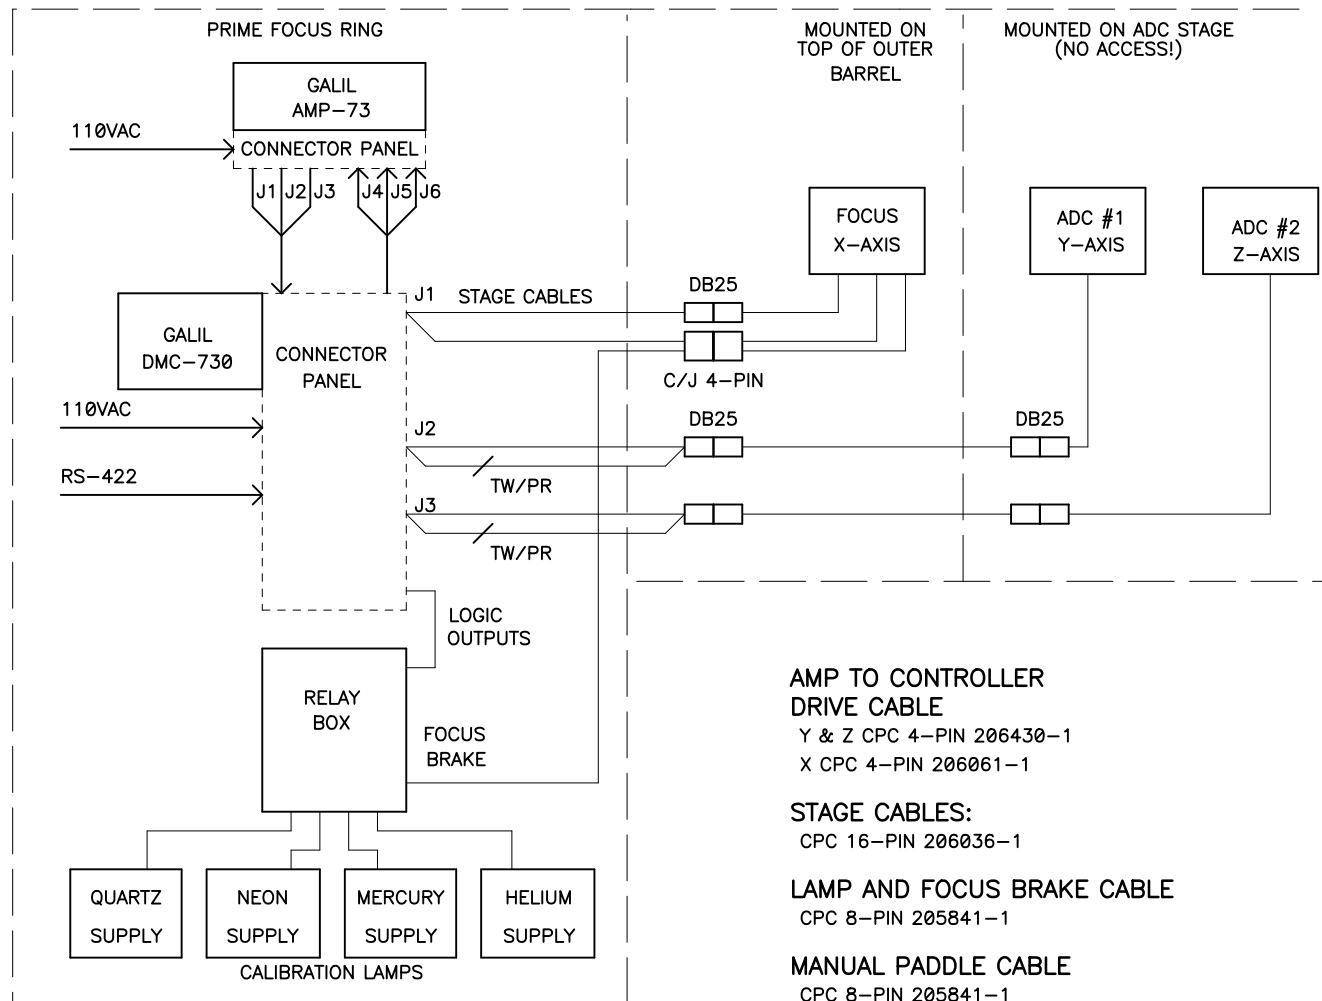 PRIME FOCUS RING
MOUNTED ON
TOP OF OUTER
BARREL
MOUNTED ON ADC STAGE
(NO ACCESS!)
GALIL
AMP-73
110VAC
CONNECTOR PANEL
J1 J2 J3 J4 J5 J6
FOCUS
X-AXIS
ADC #1
Y-AXIS
ADC #2
Z-AXIS
J1
STAGE CABLES
DB25
GALIL
DMC-730
CONNECTOR
PANEL
C/J 4-PIN
110VAC
J2
DB25
DB25
RS-422
TW/PR
J3
TW/PR
LOGIC
OUTPUTS
RELAY
BOX
FOCUS
BRAKE
QUARTZ
SUPPLY
NEON
SUPPLY
MERCURY
SUPPLY
HELIUM
SUPPLY
CALIBRATION LAMPS
AMP TO CONTROLLER
DRIVE CABLE
Y & Z CPC 4-PIN 206430-1
X CPC 4-PIN 206061-1
STAGE CABLES:
CPC 16-PIN 206036-1
LAMP AND FOCUS BRAKE CABLE
CPC 8-PIN 205841-1
MANUAL PADDLE CABLE
CPC 8-PIN 205841-1